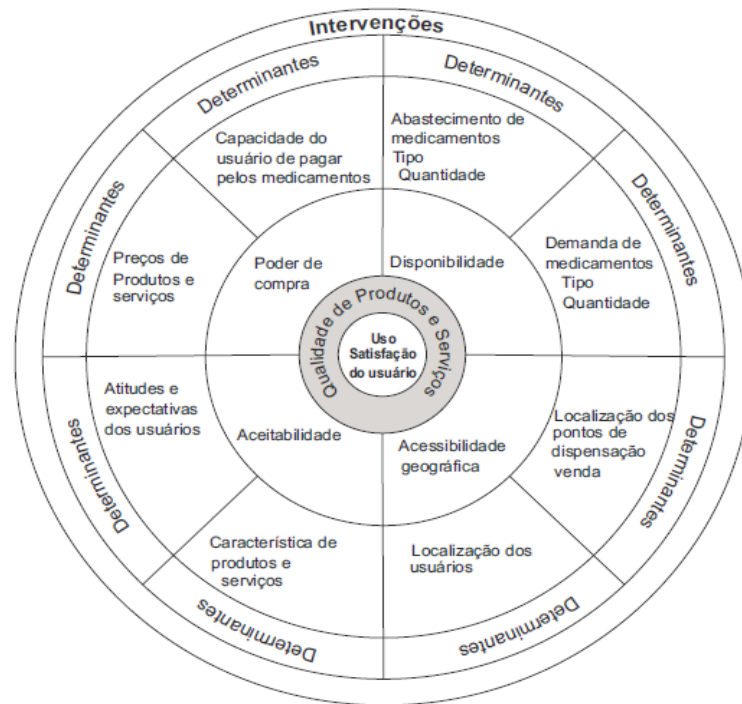 Intervenções
Determinantes
Determinantes
Determinantes
Determinantes
Determinantes
Determinantes
Determinantes
Determinantes
Capacidade do
usuário de pagar
pelos medicamentos
Abastecimento de
medicamentos
Tipo
Quantidade
Preços de
Produtos e
serviços
Poder de
compra
Disponibilidade
Demanda de
medicamentos
Tipo
Quantidade
Qualidade de Produtos e Serviços
Uso
Satisfação
do usuário
Atitudes e
expectativas
dos usuários
Aceitabilidade
Acessibilidade
geográfica
Localização dos
pontos de
dispensação
venda
Característica de
produtos e
serviços
Localização dos
usuários